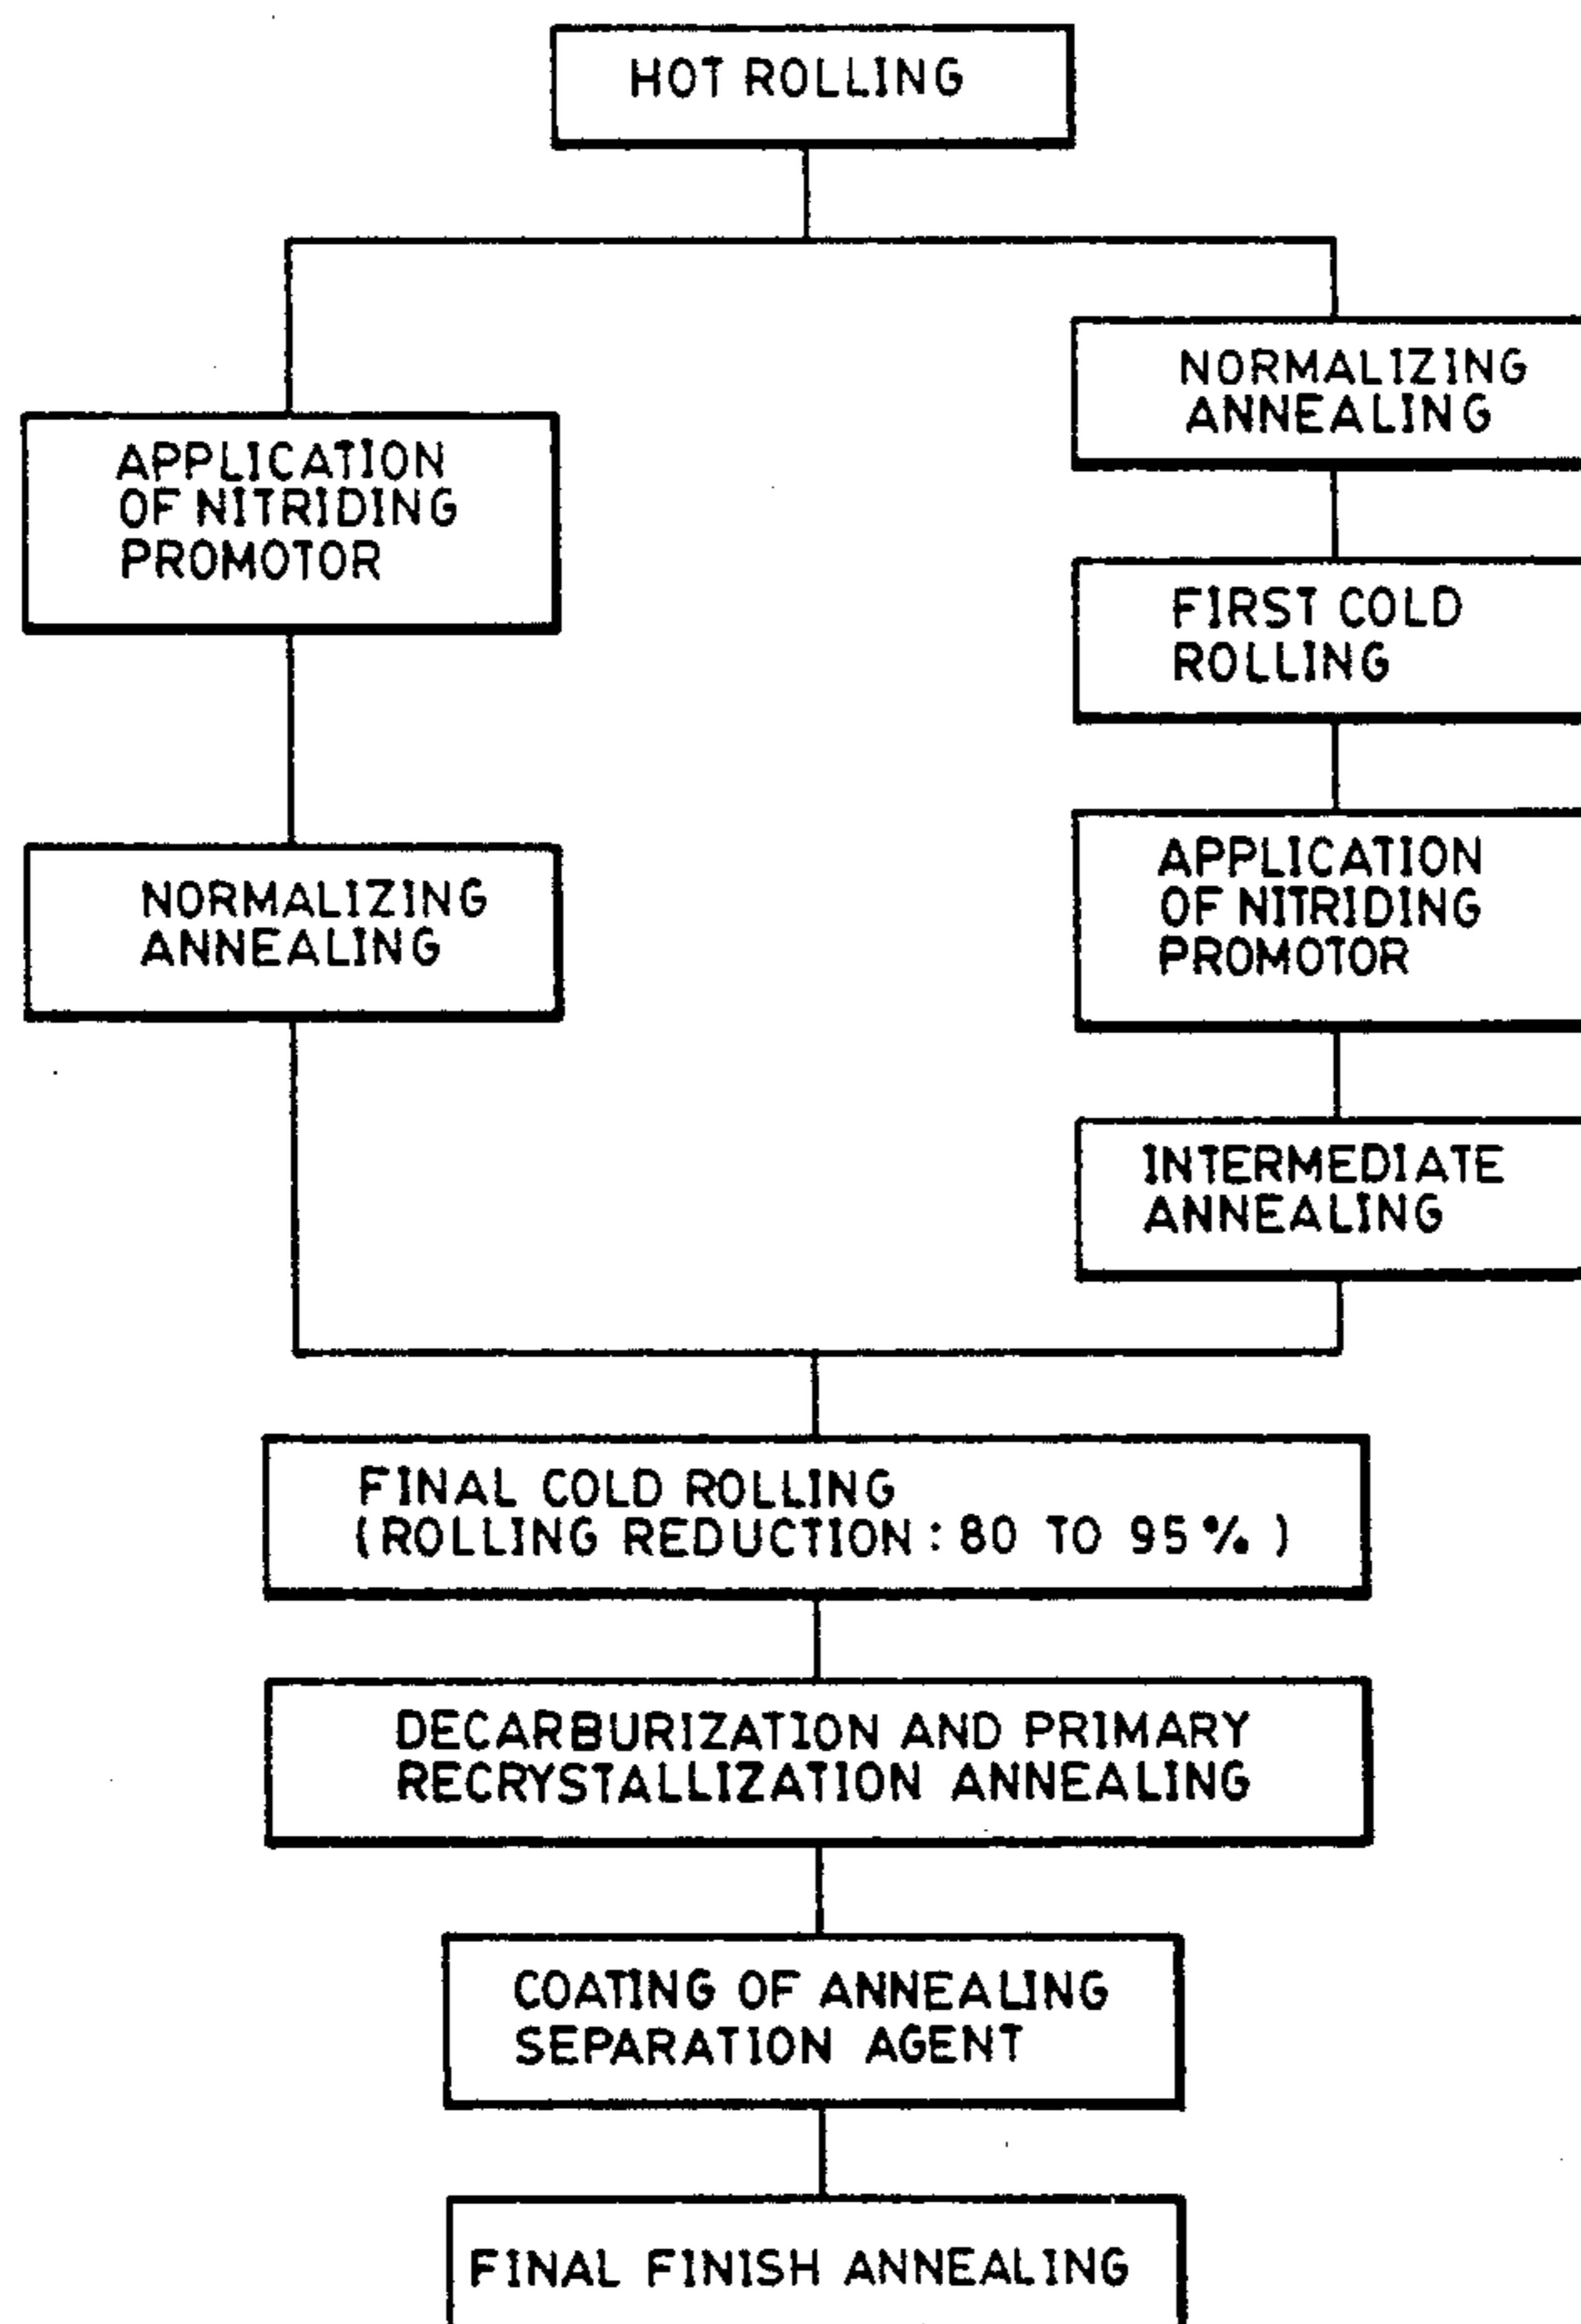 HOT ROLLING
APPLICATION
OF NITRIDING
PROMOTOR
NORMALIZING
ANNEALING
NORMALIZING
ANNEALING
FIRST COLD
ROLLING
APPLICATION
OF NITRIDING
PROMOTOR
INTERMEDIATE
ANNEALING
FINAL COLD ROLLING
(ROLLING REDUCTION : 80 TO 95% )
DECARBURIZATION AND PRIMARY
RECRYSTALLIZATION ANNEALING
COATING OF ANNEALING
SEPARATION AGENT
FINAL FINISH ANNEALING